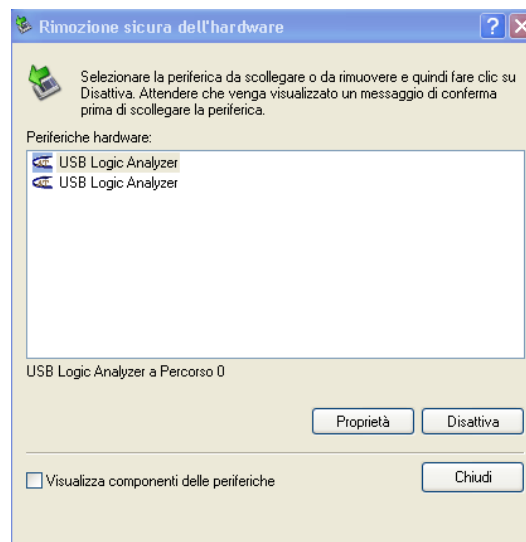 Rimozione sicura dell'hardware
Selezionare la periferica da scollegare o da rimuovere e quindi fare clic su
Disattiva. Attendere che venga visualizzato un messaggio di conferma
prima di scollegare la periferica.
Periferiche hardware:
USB Logic Analyzer
USB Logic Analyzer
USB Logic Analyzer a Percorso 0
Proprietà
Disattiva
Visualizza componenti delle periferiche
Chiudi